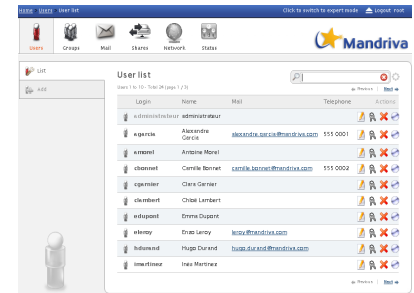 Home › Users › User list
Click to switch to expert mode Logout root
Users Groups Mail Shares Network Status
Mandriva
List
Add
User list
Users 1 to 10 - Total 24 (page 1 / 3)
Previous | Next
Login Name Mail Telephone Actions
administrateur administrateur
agarcia Alexandra Garcia alexandra.garcia@mandriva.com 555 0001
amorel Antoine Morel
cbonnet Camille Bonnet camille.bonnet@mandriva.com 555 0002
cgarnier Clara Garnier
clembert Chloé Lambert
edupont Emma Dupont
eleroy Enzo Leroy leroy@mandriva.com
hdurand Hugo Durand hugo.durand@mandriva.com
imartinez Inès Martinez
Previous | Next